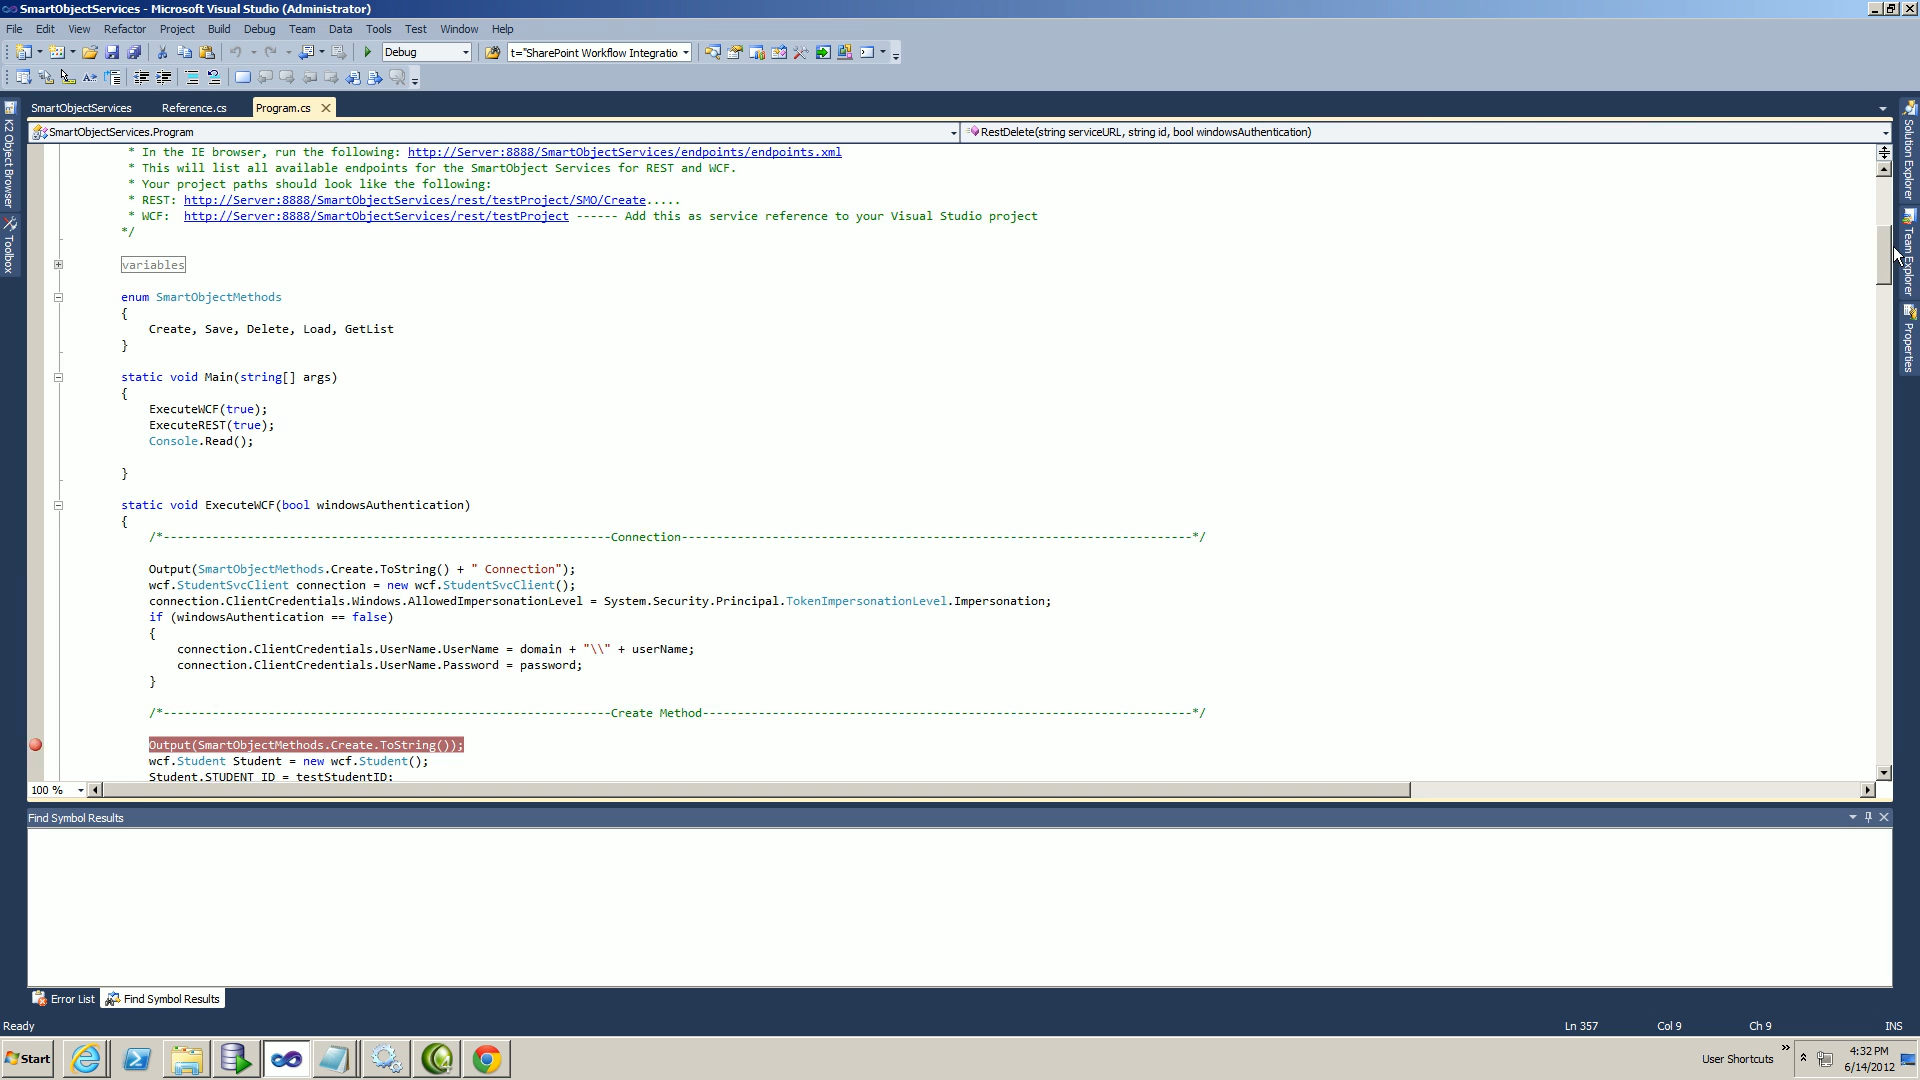 SmartObjectServices - Microsoft Visual Studio (Administrator)
File Edit View Refactor Project Build Debug Team Data Tools Test Window Help
Debug t="SharePoint Workflow Integratio
SmartObjectServices Reference.cs Program.cs
SmartObjectServices.Program RestDelete(string serviceURL, string id, bool windowsAuthentication)
* In the IE browser, run the following: http://Server:8888/SmartObjectServices/endpoints/endpoints.xml
* This will list all available endpoints for the SmartObject Services for REST and WCF.
* Your project paths should look like the following:
* REST: http://Server:8888/SmartObjectServices/rest/testProject/SMO/Create.....
* WCF:  http://Server:8888/SmartObjectServices/rest/testProject ------ Add this as service reference to your Visual Studio project
*/
variables
enum SmartObjectMethods
{
Create, Save, Delete, Load, GetList
}
static void Main(string[] args)
{
ExecuteWCF(true);
ExecuteREST(true);
Console.Read();
}
static void ExecuteWCF(bool windowsAuthentication)
{
/*----------------------------------------------------------------Connection-------------------------------------------------------------------------*/
Output(SmartObjectMethods.Create.ToString() + " Connection");
wcf.StudentSvcClient connection = new wcf.StudentSvcClient();
connection.ClientCredentials.Windows.AllowedImpersonationLevel = System.Security.Principal.TokenImpersonationLevel.Impersonation;
if (windowsAuthentication == false)
{
connection.ClientCredentials.UserName.UserName = domain + "\\" + userName;
connection.ClientCredentials.UserName.Password = password;
}
/*----------------------------------------------------------------Create Method----------------------------------------------------------------------*/
Output(SmartObjectMethods.Create.ToString());
wcf.Student Student = new wcf.Student();
Student.STUDENT_ID = testStudentID;
100 %
Find Symbol Results
Error List Find Symbol Results
Ready Ln 357 Col 9 Ch 9 INS
Start User Shortcuts 4:32 PM
6/14/2012
K2 Object Browser
Toolbox
Solution Explorer
Team Explorer
Properties